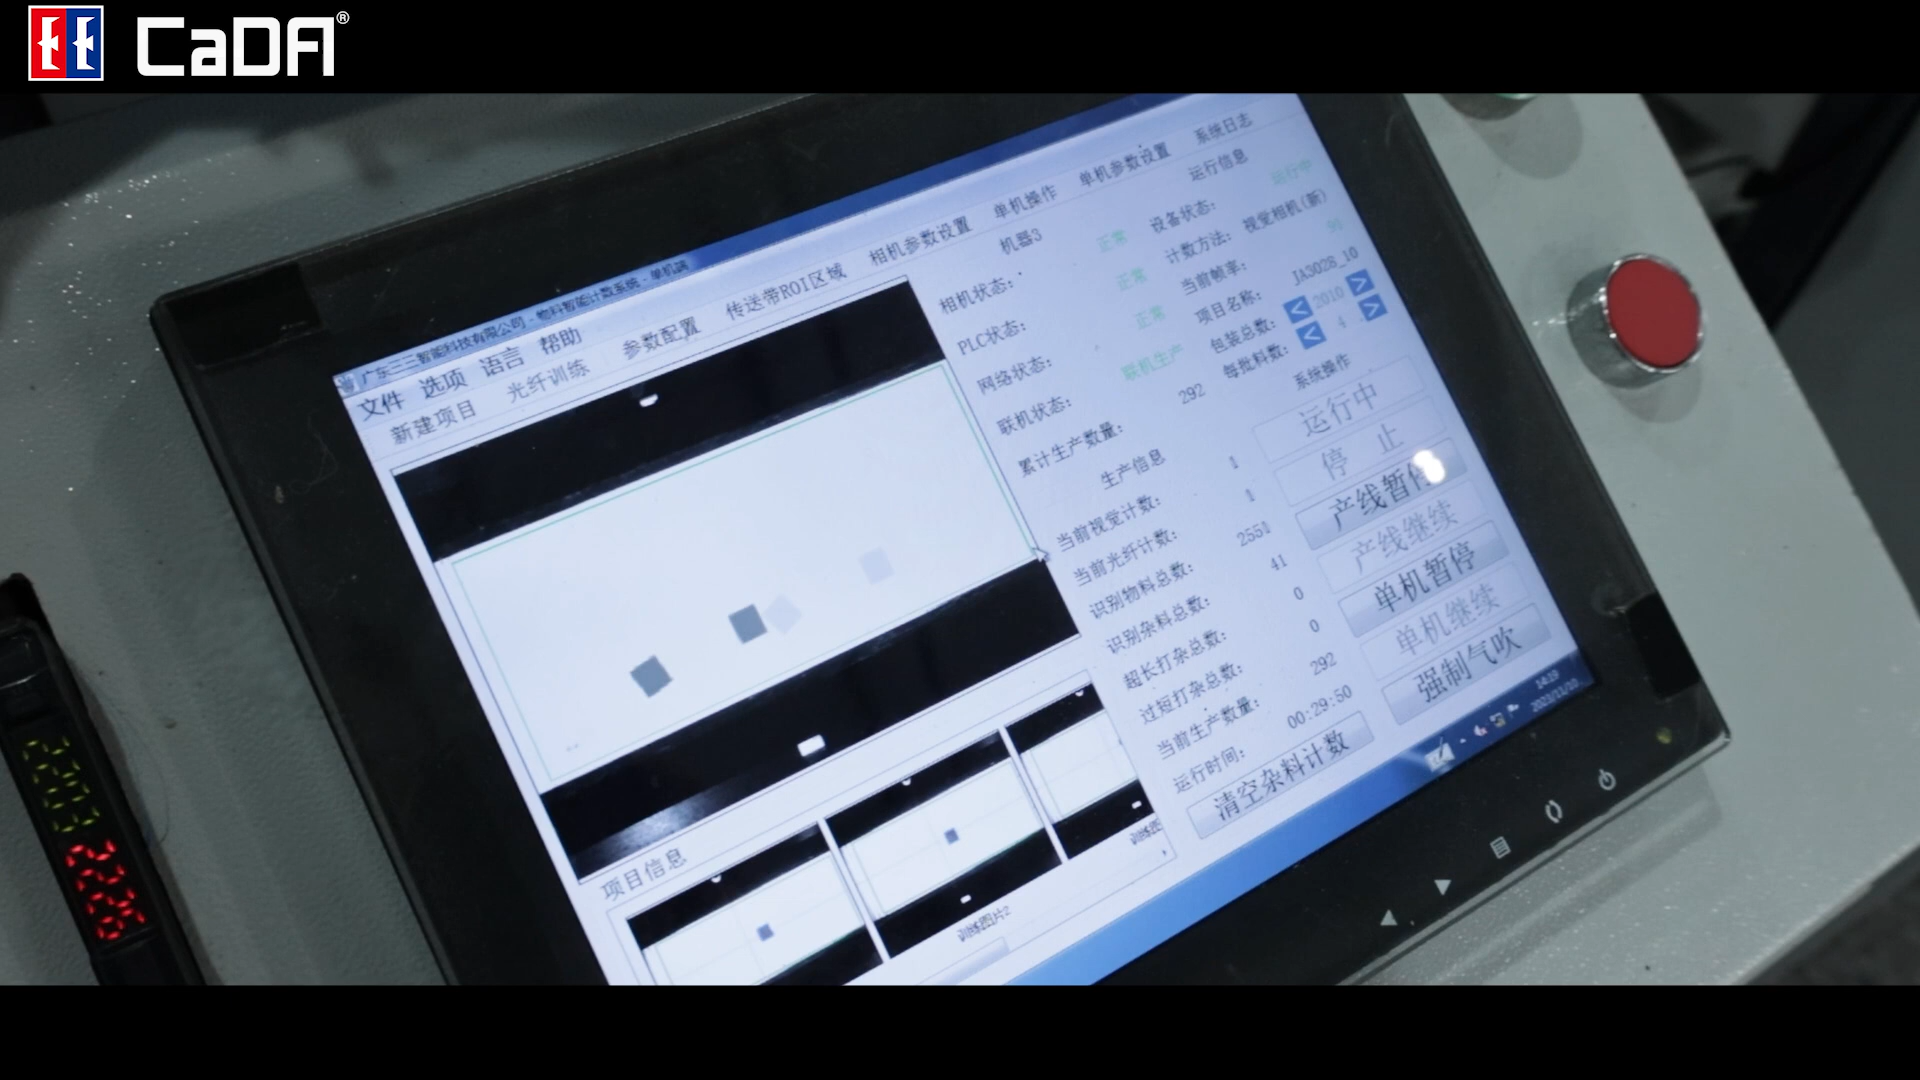 CaDA®
广东三三智能科技有限公司 - 物料智能计数系统 - 单机端
文件 选项 语言 帮助
新建项目 光纤训练 参数配置 传送带ROI区域 相机参数设置 单机操作 单机参数设置 系统日志
机器3
相机状态: 正常
PLC状态: 正常
网络状态: 正常
联机状态: 联机生产
累计生产数量: 292
生产信息
当前视觉计数: 1
当前光纤计数: 1
识别物料总数: 2551
识别杂料总数: 41
超长打杂总数: 0
过短打杂总数: 0
当前生产数量: 292
运行时间: 00:29:50
清空杂料计数
运行信息
设备状态: 运行中
计数方法: 视觉相机(新)
当前帧率:
项目名称: JA3028_10
包装总数: < 2010 >
每批料数: < 4 >
系统操作
运行中
停 止
产线暂停
产线继续
单机暂停
单机继续
强制气吹
项目信息
训练图片2
14:19
2023/11/10